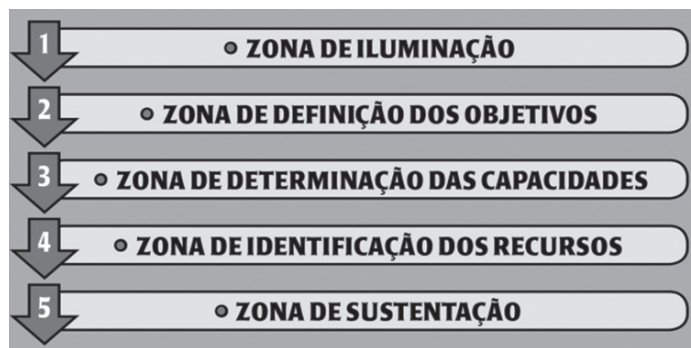 1 ZONA DE ILUMINAÇÃO
2 ZONA DE DEFINIÇÃO DOS OBJETIVOS
3 ZONA DE DETERMINAÇÃO DAS CAPACIDADES
4 ZONA DE IDENTIFICAÇÃO DOS RECURSOS
5 ZONA DE SUSTENTAÇÃO